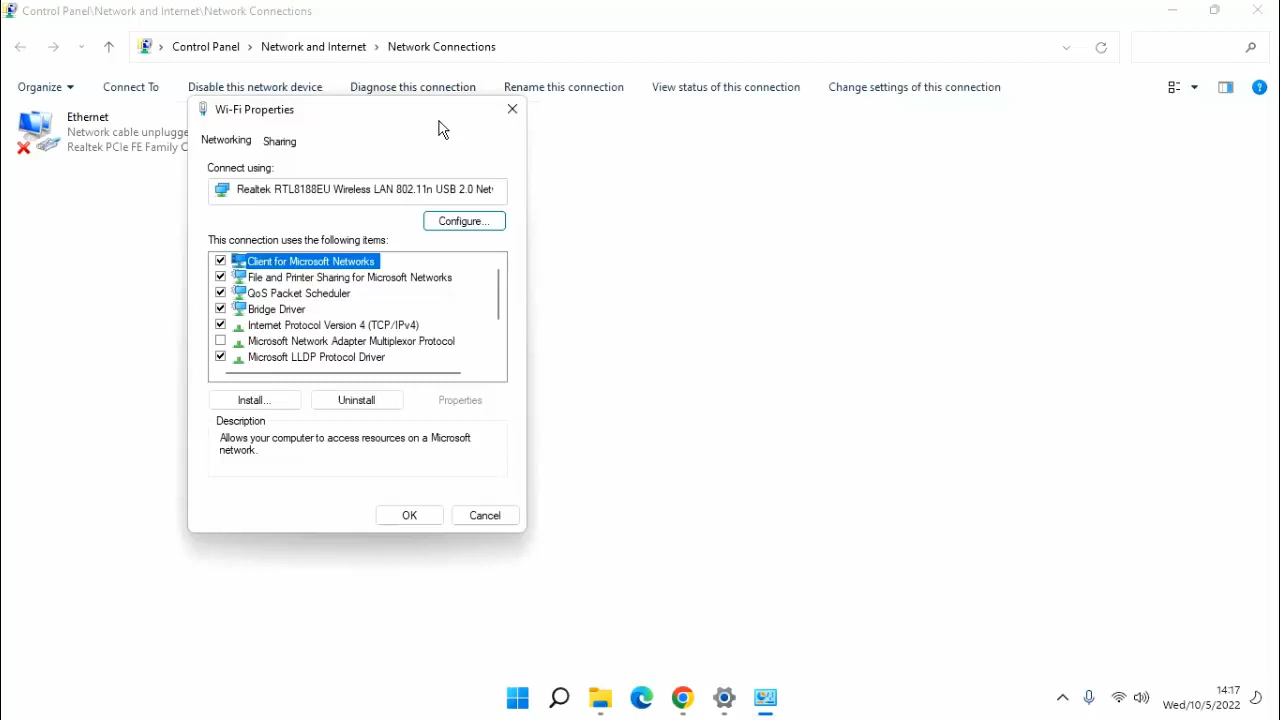 Control Panel\Network and Internet\Network Connections
Control Panel > Network and Internet > Network Connections
Organize Connect To Disable this network device Diagnose this connection Rename this connection View status of this connection Change settings of this connection
Ethernet
Network cable unplugge
Realtek PCIe FE Family C
Wi-Fi Properties
Networking Sharing
Connect using:
Realtek RTL8188EU Wireless LAN 802.11n USB 2.0 Net
Configure...
This connection uses the following items:
Client for Microsoft Networks
File and Printer Sharing for Microsoft Networks
QoS Packet Scheduler
Bridge Driver
Internet Protocol Version 4 (TCP/IPv4)
Microsoft Network Adapter Multiplexor Protocol
Microsoft LLDP Protocol Driver
Install... Uninstall Properties
Description
Allows your computer to access resources on a Microsoft
network.
OK Cancel
14:17
Wed/10/5/2022